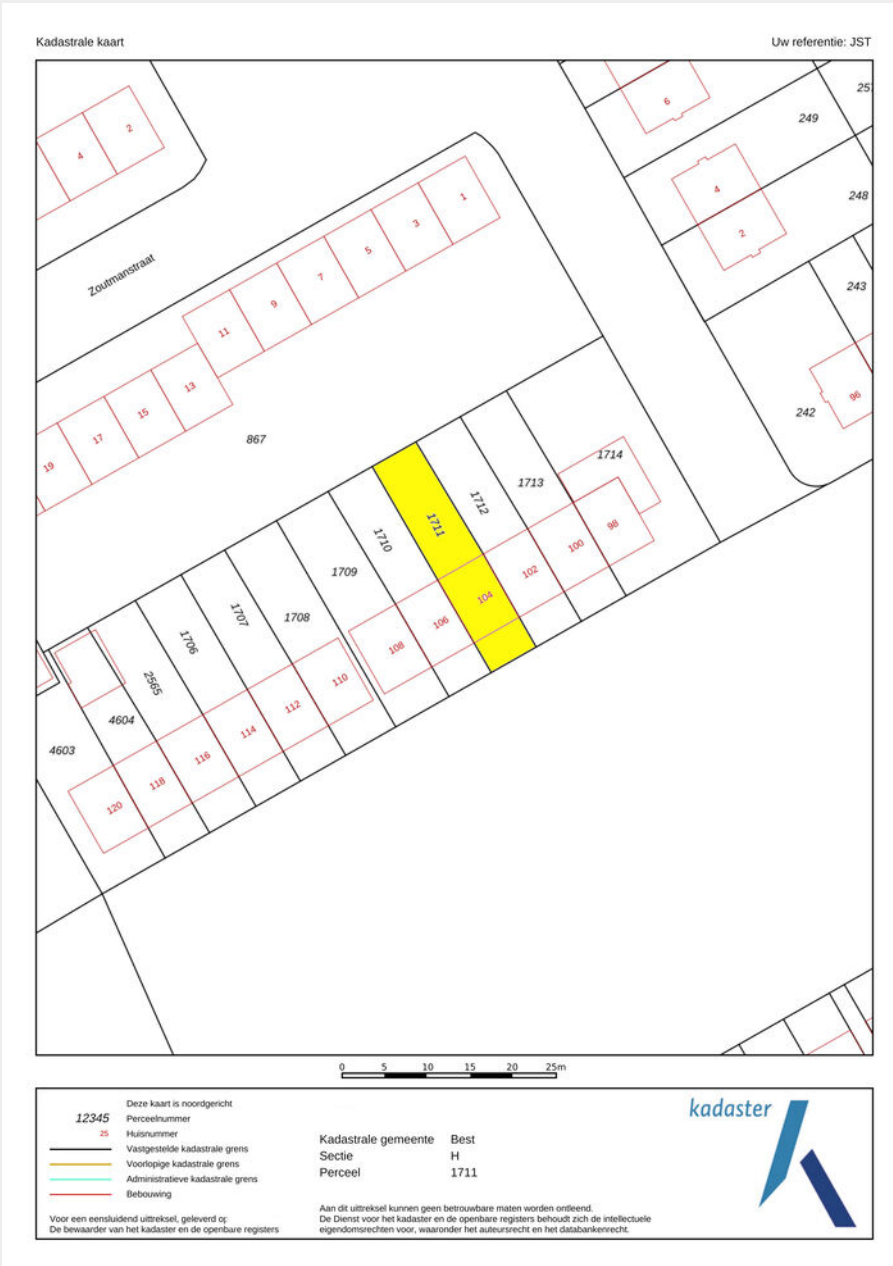 Kadastrale kaart
Uw referentie: JST
6
25
249
2
4
4
248
1
3
2
5
Zoutmanstraat
7
243
9
11
13
96
15
242
17
867
1714
19
1713
1712
1711
98
1710
100
1709
102
104
1708
1707
106
1706
108
2565
110
112
4604
114
4603
116
118
120
0 5 10 15 20 25m
Deze kaart is noordgericht
12345 Perceelnummer
25 Huisnummer
Vastgestelde kadastrale grens
Voorlopige kadastrale grens
Administratieve kadastrale grens
Bebouwing
Voor een eensluidend uittreksel, geleverd op
De bewaarder van het kadaster en de openbare registers
Kadastrale gemeente Best
Sectie H
Perceel 1711
Aan dit uittreksel kunnen geen betrouwbare maten worden ontleend.
De Dienst voor het kadaster en de openbare registers behoudt zich de intellectuele
eigendomsrechten voor, waaronder het auteursrecht en het databankenrecht.
kadaster